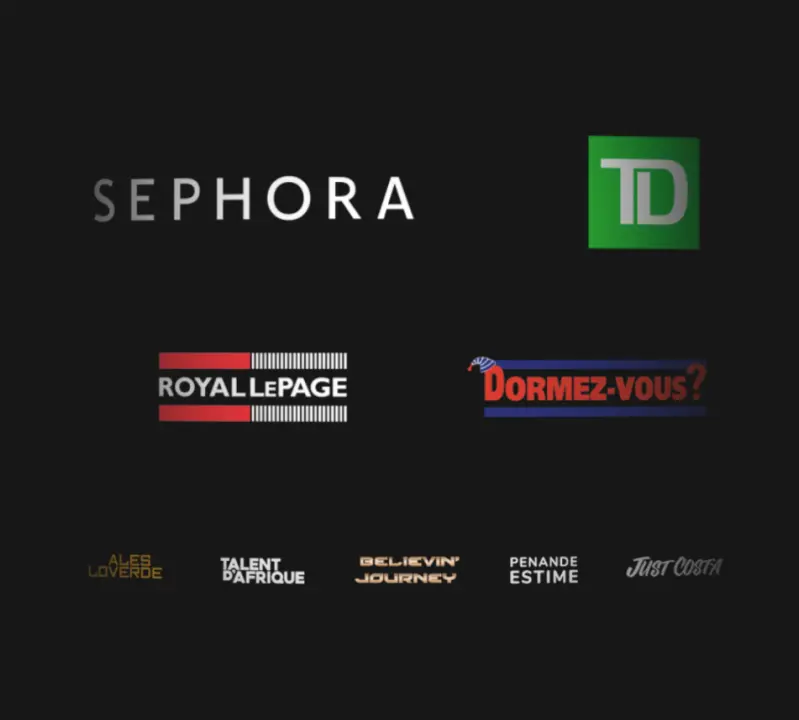 SEPHORA
TD
ROYAL LEPAGE
DORMEZ-VOUS?
ALES
LOVERDE
TALENT
D'AFRIQUE
BELIEVIN'
JOURNEY
PENANDE
ESTIME
JUST COSTA